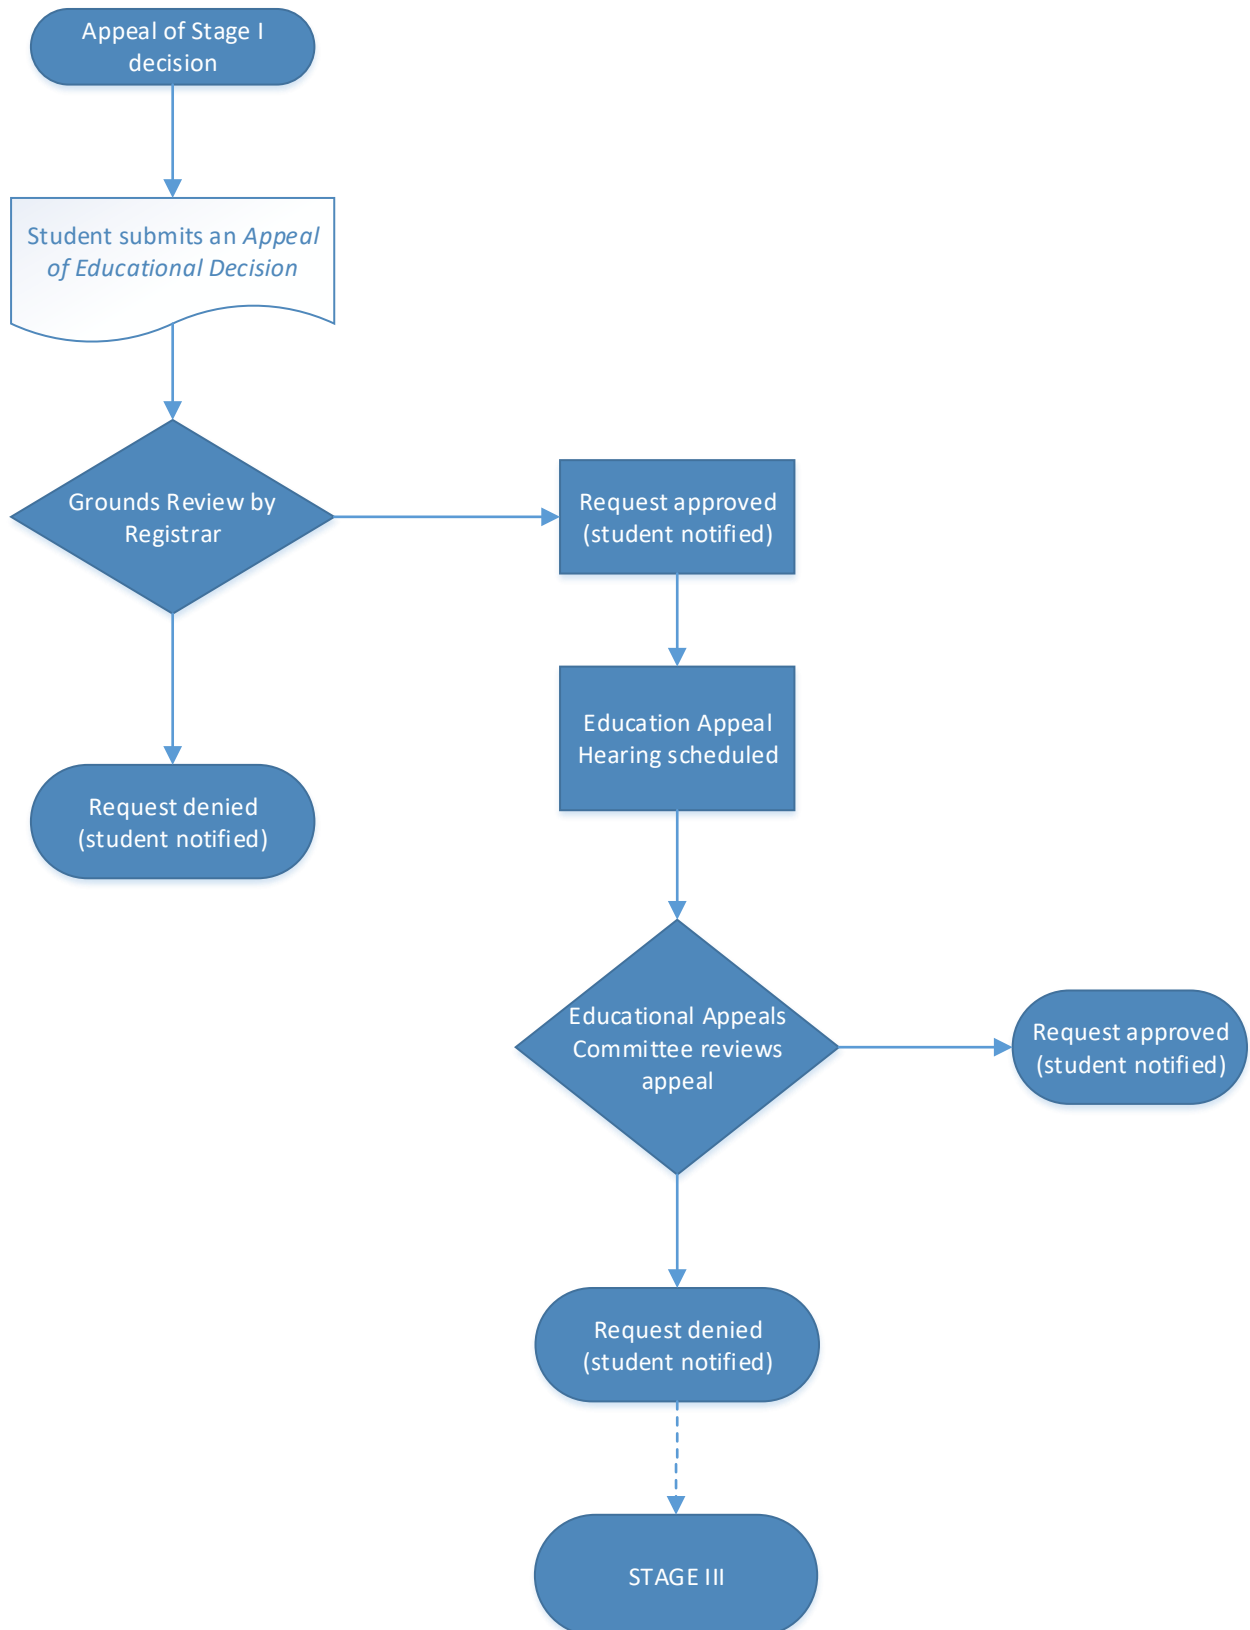 Appeal of Stage I
decision
Student submits an Appeal
of Educational Decision
Grounds Review by
Registrar
Request approved
(student notified)
Education Appeal
Hearing scheduled
Request denied
(student notified)
Educational Appeals
Committee reviews
appeal
Request approved
(student notified)
Request denied
(student notified)
STAGE III